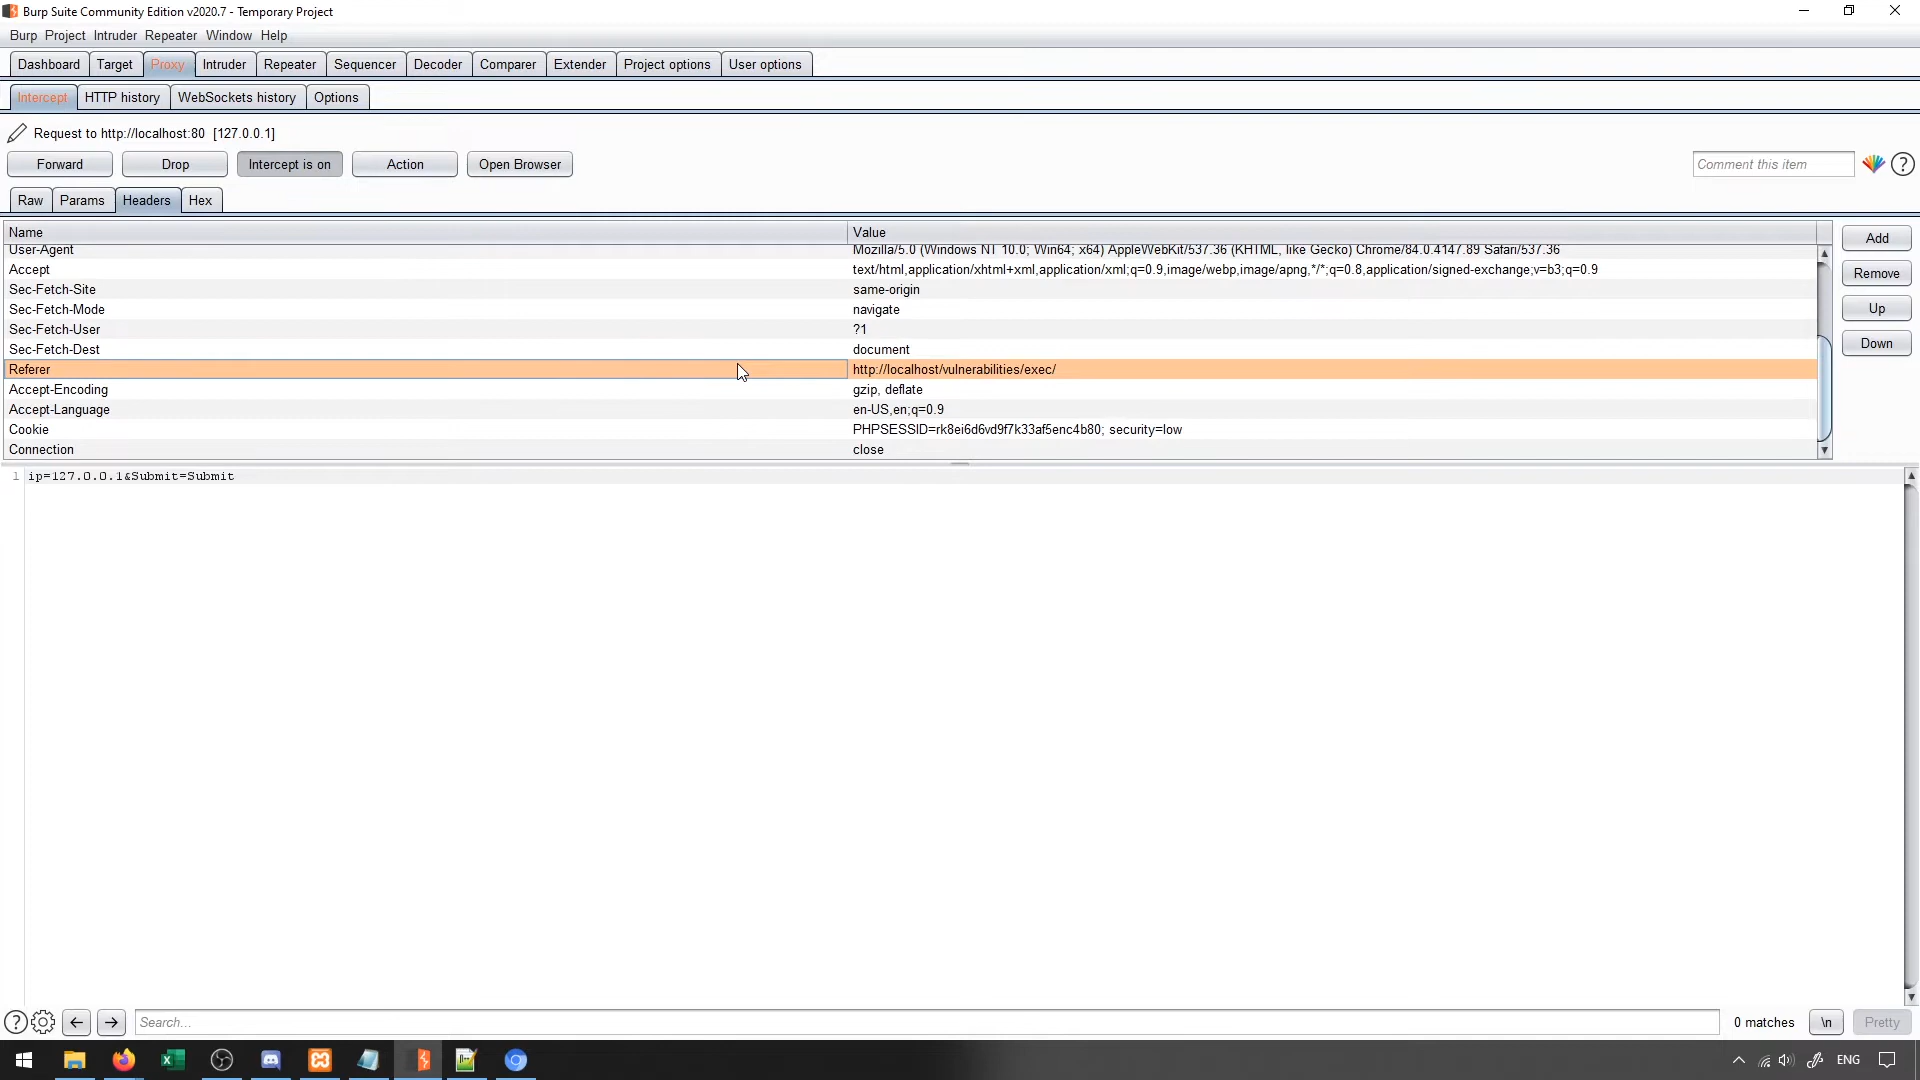 Burp Suite Community Edition v2020.7 - Temporary Project
Burp Project Intruder Repeater Window Help
Dashboard Target Proxy Intruder Repeater Sequencer Decoder Comparer Extender Project options User options
Intercept HTTP history WebSockets history Options
Request to http://localhost:80 [127.0.0.1]
Forward Drop Intercept is on Action Open Browser Comment this item ?
Raw Params Headers Hex
Name Value Add
User-Agent Mozilla/5.0 (Windows NT 10.0; Win64; x64) AppleWebKit/537.36 (KHTML, like Gecko) Chrome/84.0.4147.89 Safari/537.36
Accept text/html,application/xhtml+xml,application/xml;q=0.9,image/webp,image/apng,*/*;q=0.8,application/signed-exchange;v=b3;q=0.9 Remove
Sec-Fetch-Site same-origin
Sec-Fetch-Mode navigate Up
Sec-Fetch-User ?1
Sec-Fetch-Dest document Down
Referer http://localhost/vulnerabilities/exec/
Accept-Encoding gzip, deflate
Accept-Language en-US,en;q=0.9
Cookie PHPSESSID=rk8ei6d6vd9f7k33af5enc4b80; security=low
Connection close
1 ip=127.0.0.1&Submit=Submit
? Search... 0 matches \n Pretty
ENG